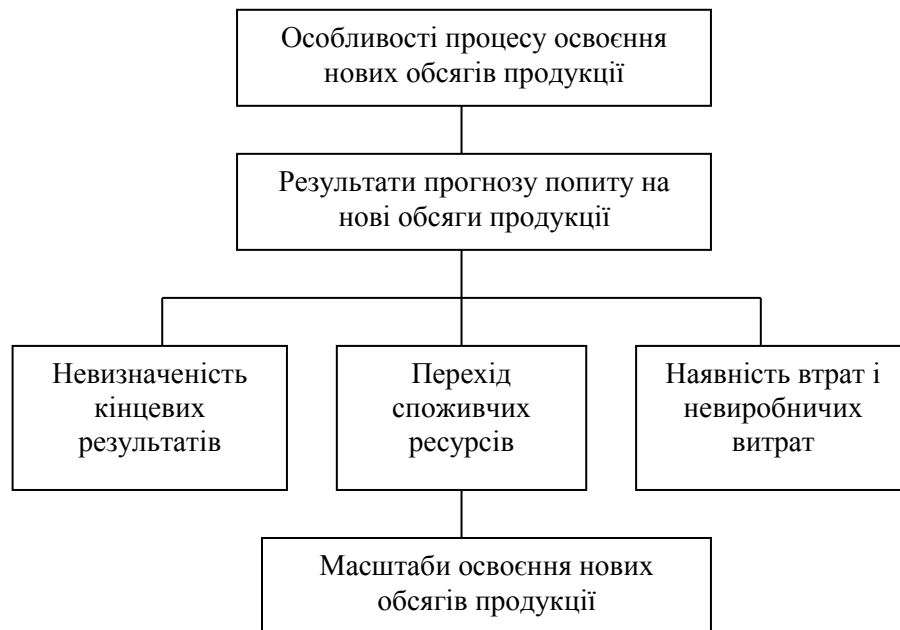 Особливості процесу освоєння
нових обсягів продукції
Результати прогнозу попиту на
нові обсяги продукції
Невизначеність
кінцевих
результатів
Перехід
споживчих
ресурсів
Наявність втрат і
невиробничих
витрат
Масштаби освоєння нових
обсягів продукції